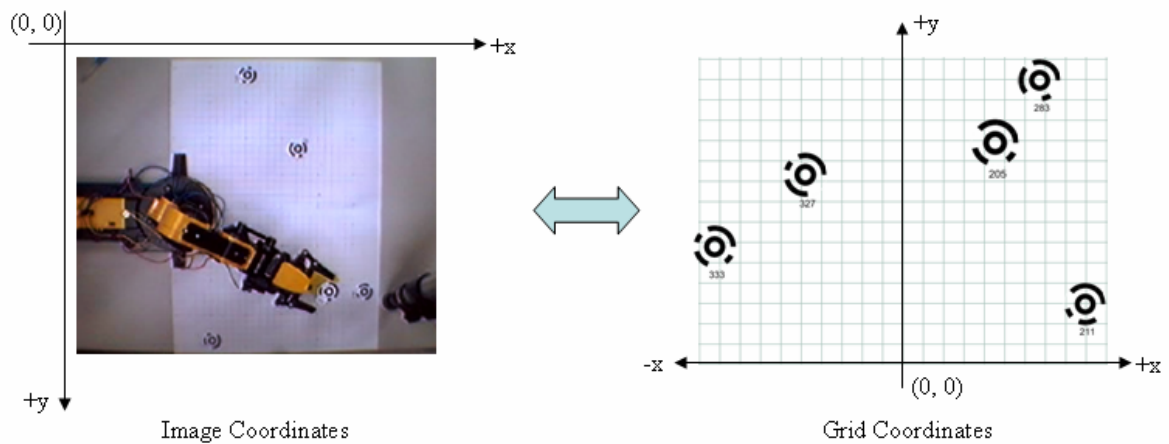 (0, 0)
+x
+y
Image Coordinates
+y
283
205
327
333
211
-x
+x
(0, 0)
Grid Coordinates